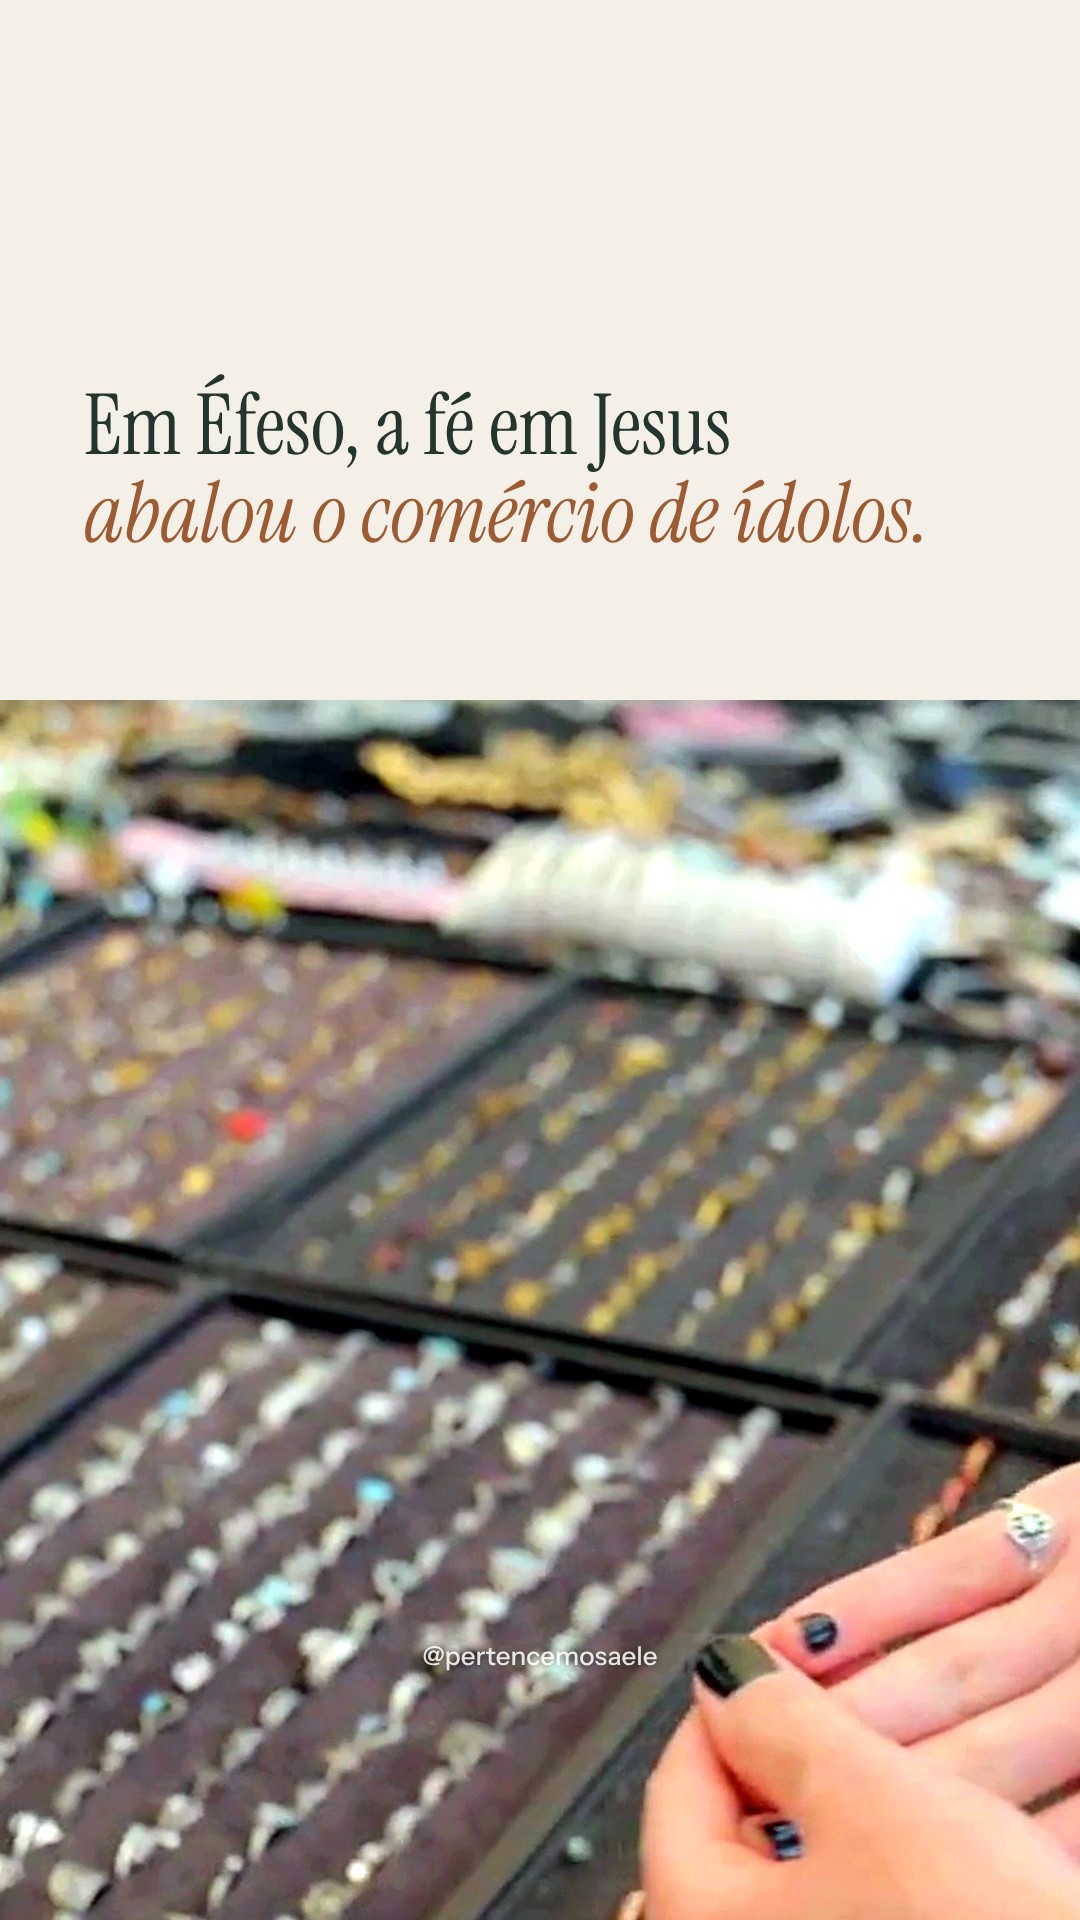 Em Éfeso, a fé em Jesus
abalou o comércio de ídolos.
@pertencemosaele